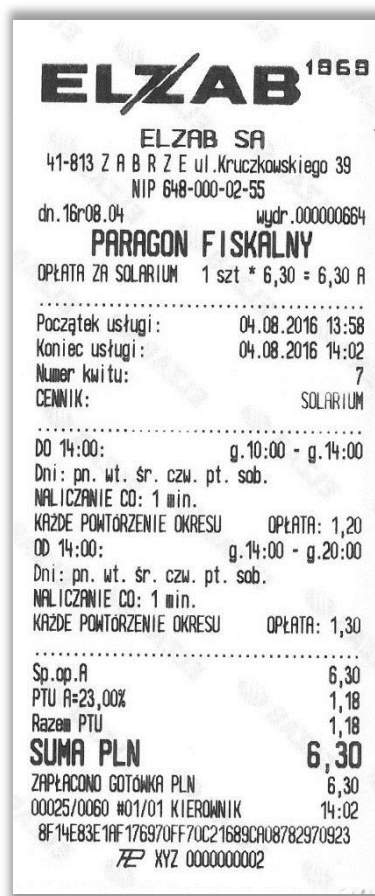 ELZAB 1969
ELZAB SA
41-813 Z A B R Z E ul.Kruczkowskiego 39
NIP 648-000-02-55
dn.16r08.04 wydr.000000664
PARAGON FISKALNY
OPŁATA ZA SOLARIUM 1 szt * 6,30 = 6,30 A
Początek usługi: 04.08.2016 13:58
Koniec usługi: 04.08.2016 14:02
Numer kwitu: 7
CENNIK: SOLARIUM
DO 14:00: g.10:00 - g.14:00
Dni: pn. wt. śr. czw. pt. sob.
NALICZANIE CO: 1 min.
KAŻDE POWTÓRZENIE OKRESU OPŁATA: 1,20
OD 14:00: g.14:00 - g.20:00
Dni: pn. wt. śr. czw. pt. sob.
NALICZANIE CO: 1 min.
KAŻDE POWTÓRZENIE OKRESU OPŁATA: 1,30
Sp.op.A 6,30
PTU A=23,00% 1,18
Razem PTU 1,18
SUMA PLN 6,30
ZAPŁACONO GOTÓWKA PLN 6,30
00025/0060 #01/01 KIEROWNIK 14:02
8F14E83E1AF176970FF70C21689CA08782970923
XYZ 0000000002